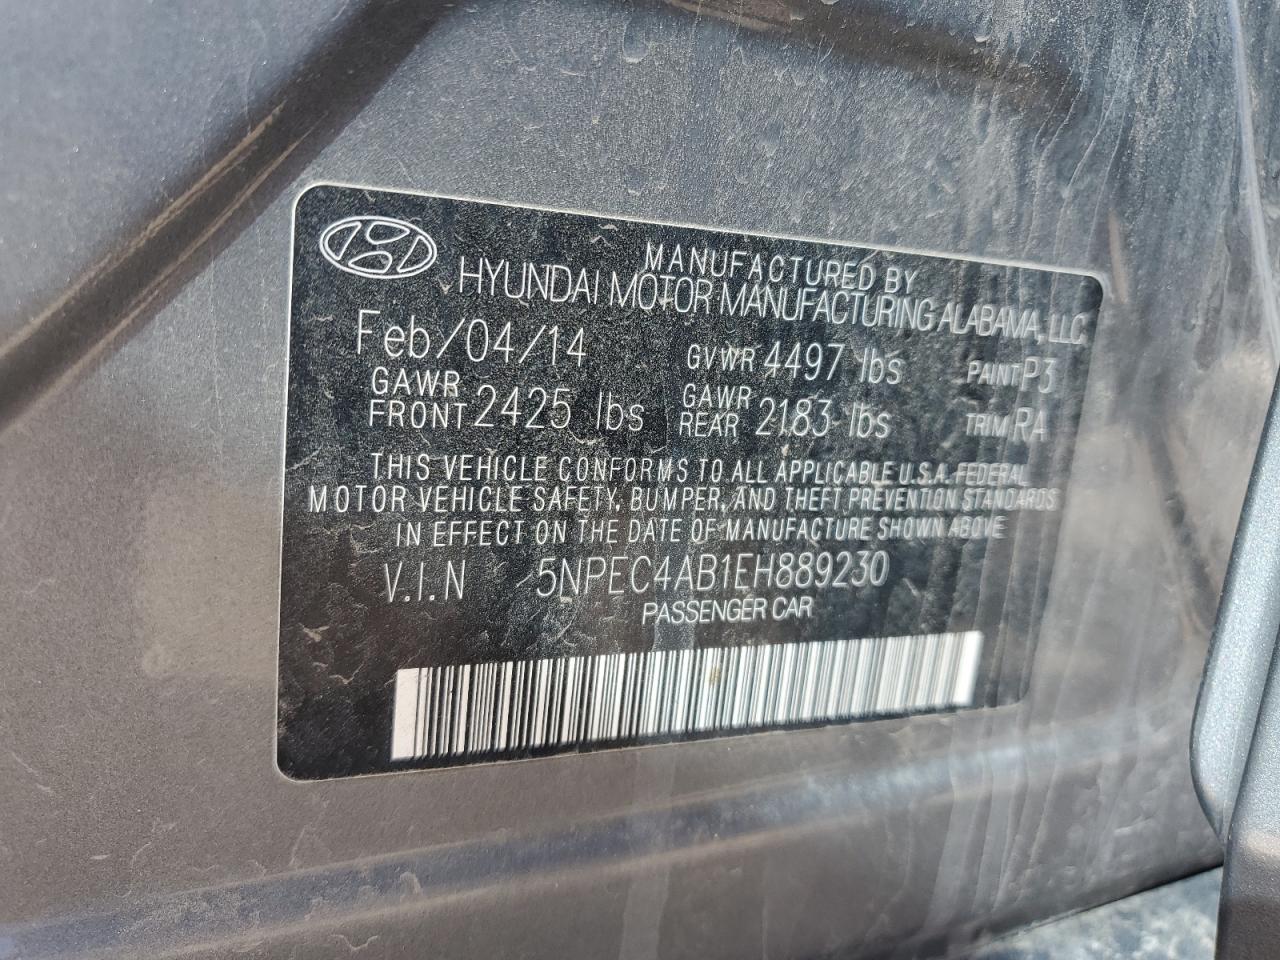 MANUFACTURED BY
HYUNDAI MOTOR MANUFACTURING ALABAMA, LLC
Feb/04/14 GVWR 4497 lbs PAINT P3
GAWR FRONT 2425 lbs GAWR REAR 2183 lbs TRIM RA
THIS VEHICLE CONFORMS TO ALL APPLICABLE U.S.A. FEDERAL
MOTOR VEHICLE SAFETY, BUMPER, AND THEFT PREVENTION STANDARDS
IN EFFECT ON THE DATE OF MANUFACTURE SHOWN ABOVE
V.I.N 5NPEC4AB1EH889230
PASSENGER CAR